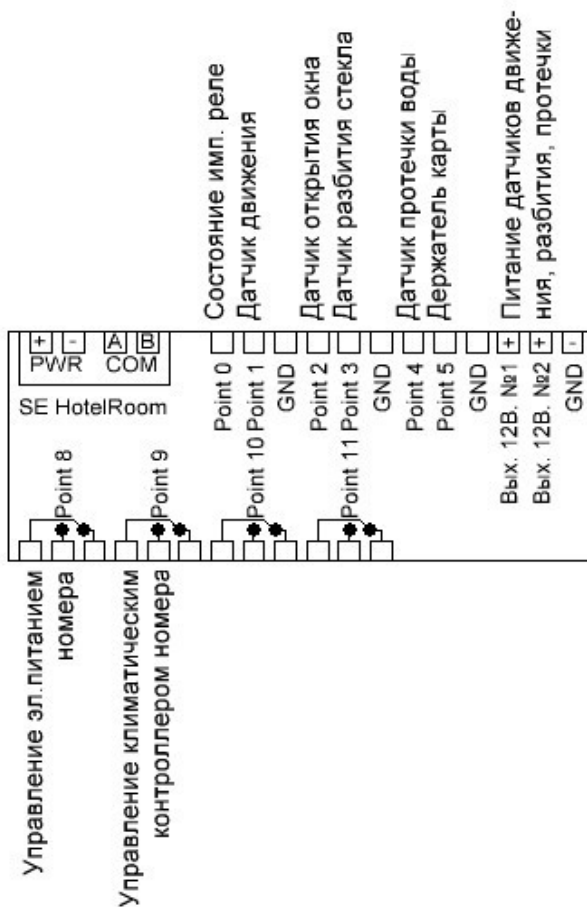 Состояние имп. реле
Датчик движения
Датчик открытия окна
Датчик разбития стекла
Датчик протечки воды
Держатель карты
Питание датчиков движе-
ния, разбития, протечки
+ - A B
PWR COM
SE HotelRoom
Point 0
Point 1
GND
Point 2
Point 3
GND
Point 4
Point 5
GND
Вых. 12В. №1 +
Вых. 12В. №2 +
GND -
Point 8
Point 9
Point 10
Point 11
Управление эл.питанием
номера
Управление климатическим
контроллером номера